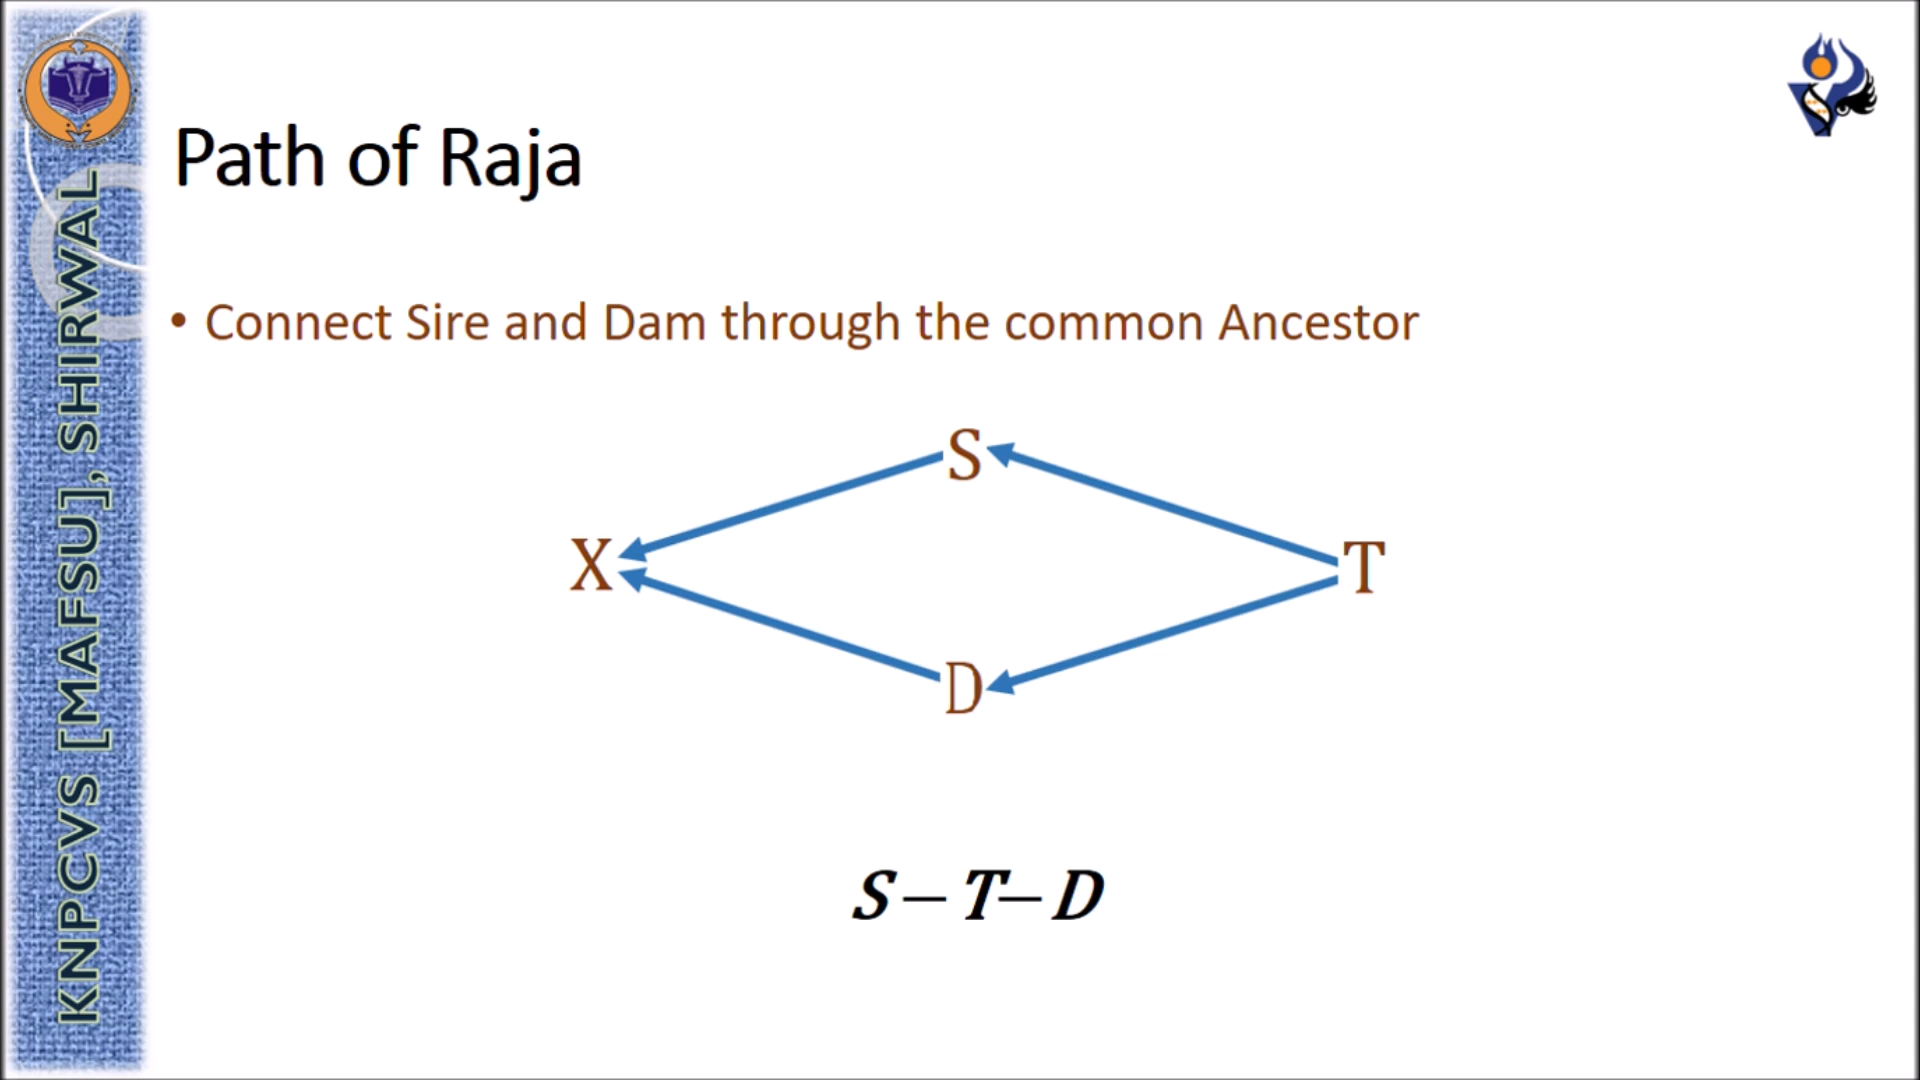 KNPCVS [MAFSU], SHIRWAL
Path of Raja
• Connect Sire and Dam through the common Ancestor
S
X
T
D
S – T – D